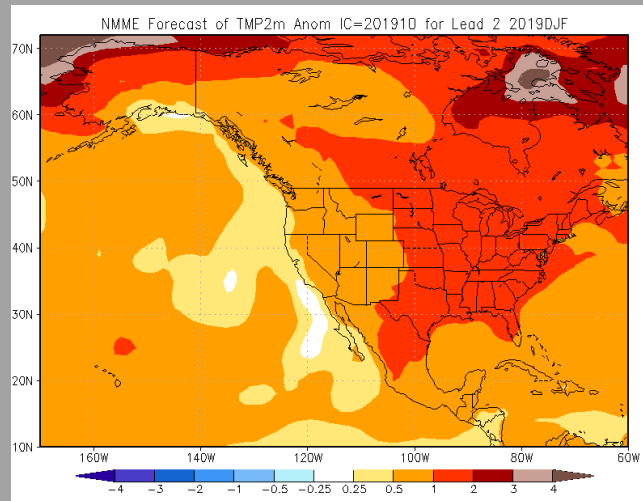 NMME Forecast of TMP2m Anom IC=201910 for Lead 2 2019DJF
70N
60N
50N
40N
30N
20N
10N
160W 140W 120W 100W 80W 60W
-4 -3 -2 -1 -0.5 -0.25 0.25 0.5 1 2 3 4